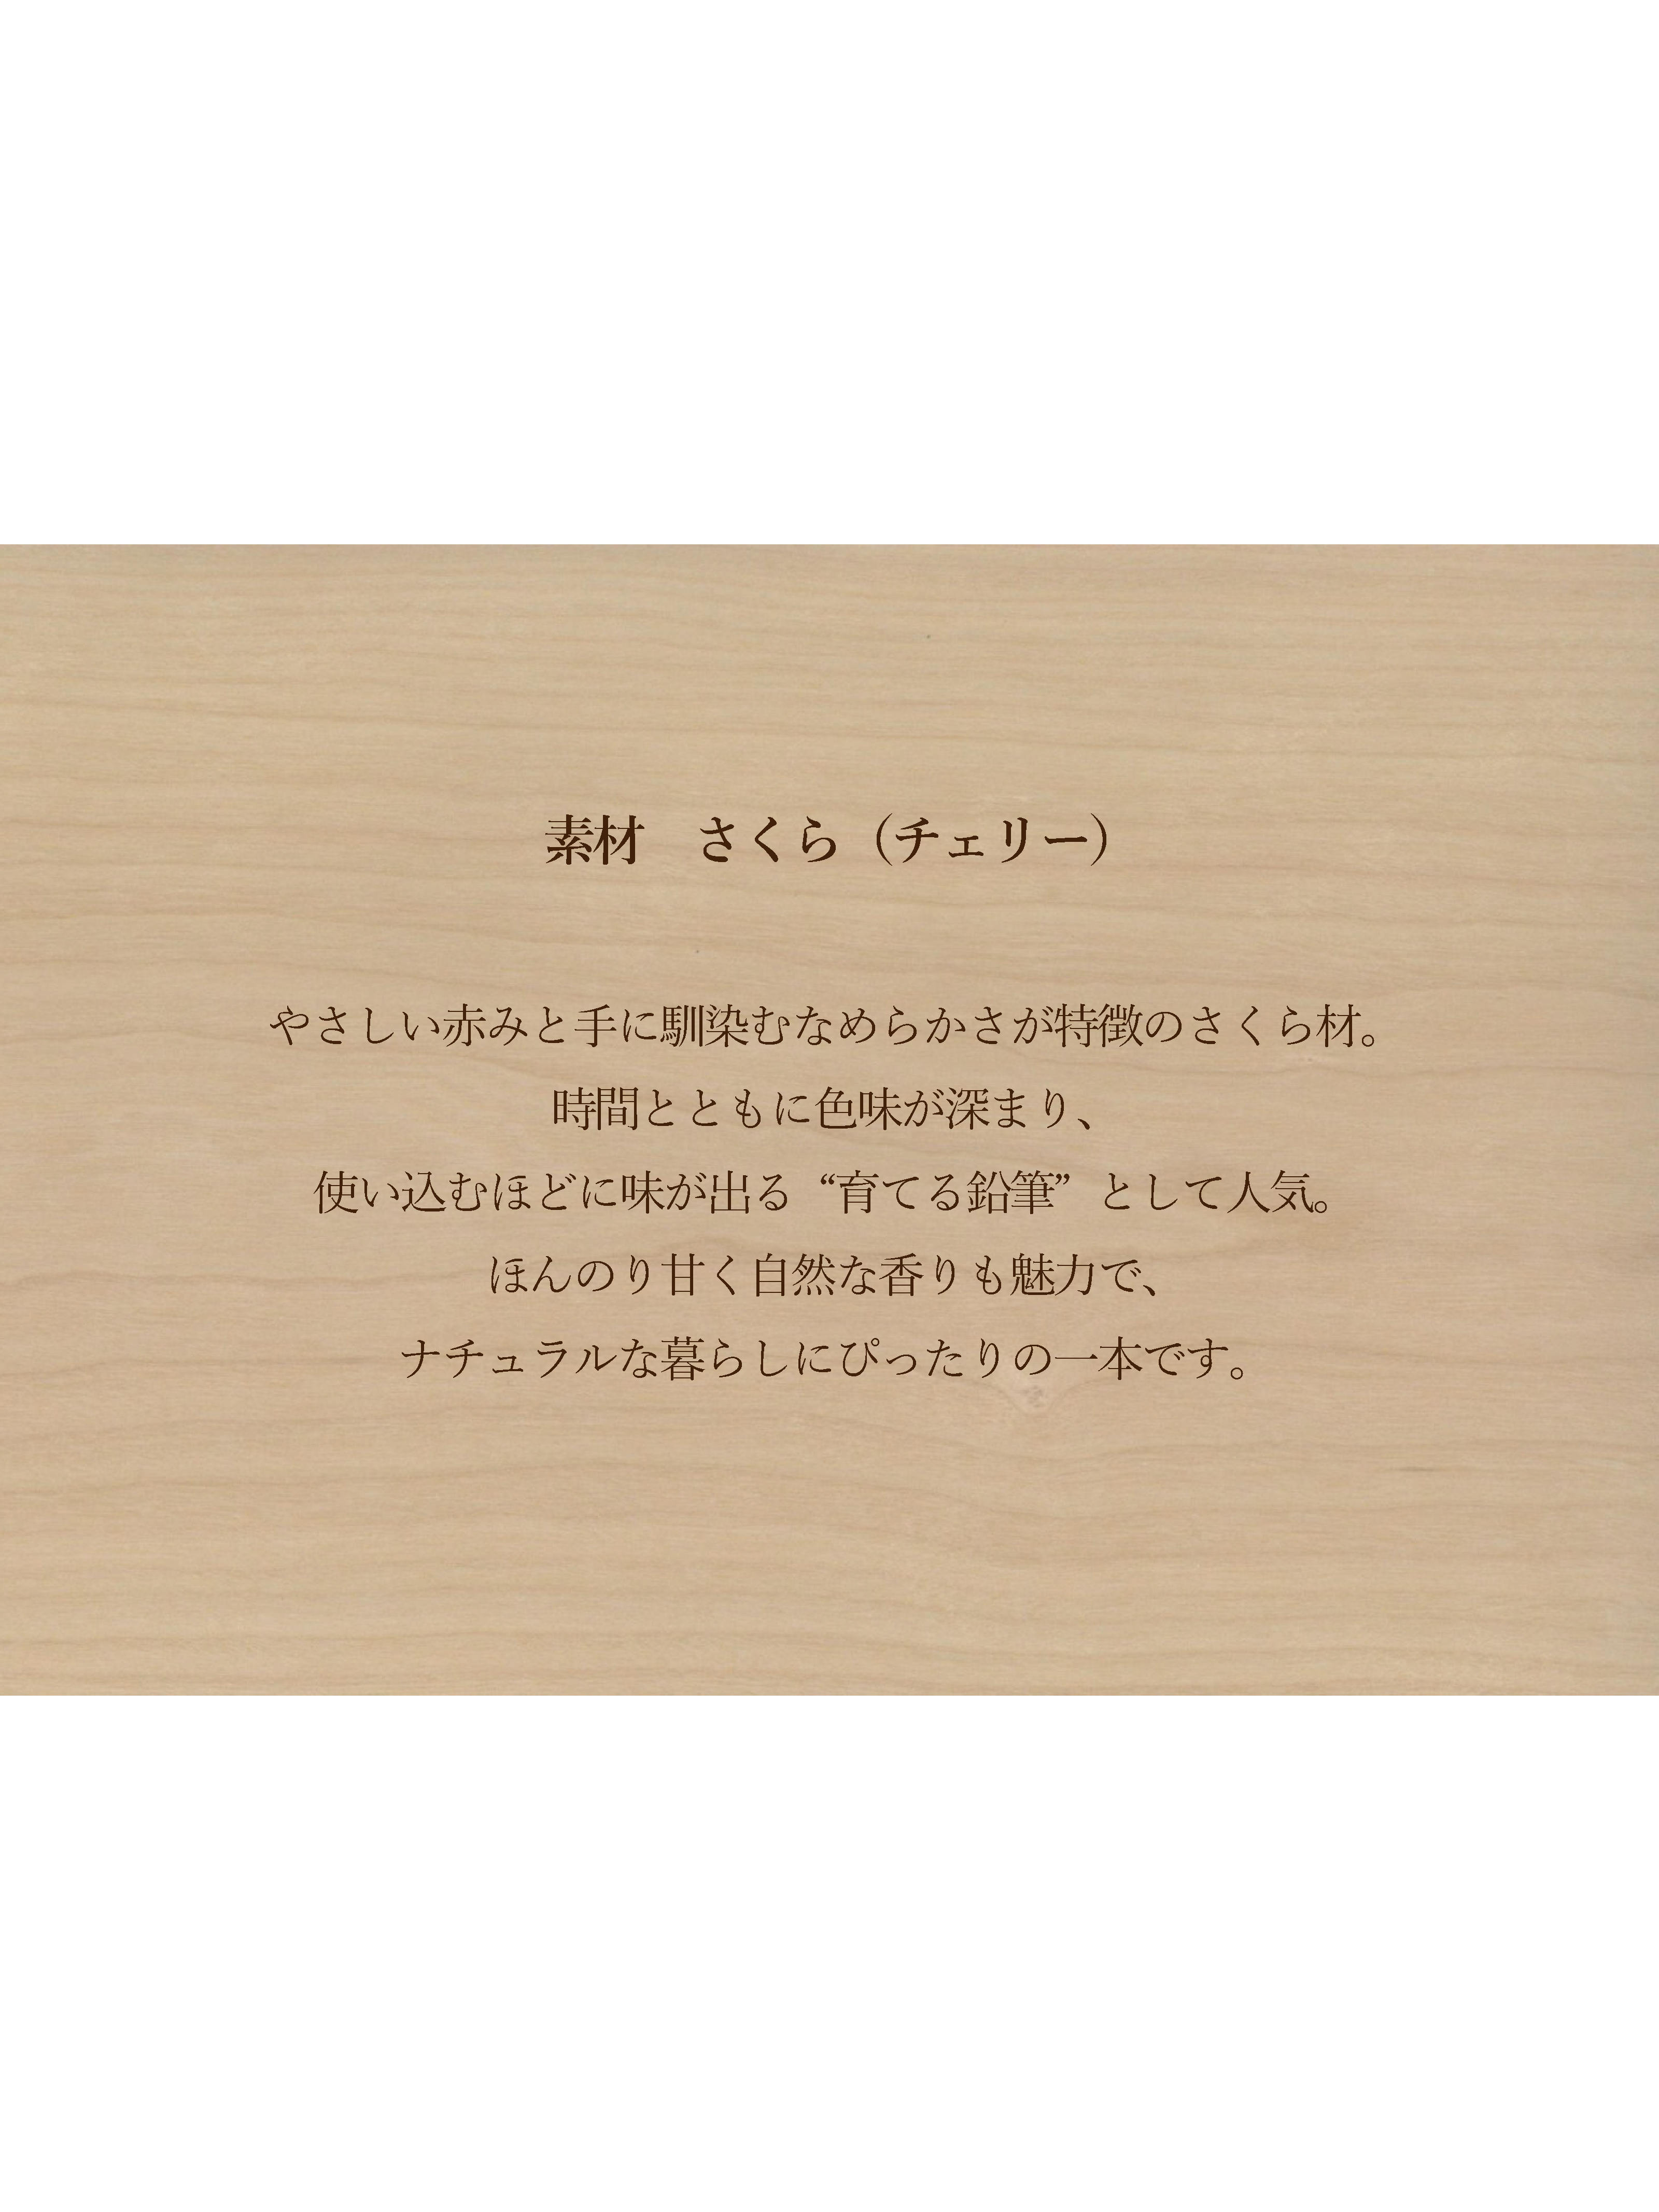 素材　さくら（チェリー）
やさしい赤みと手に馴染むなめらかさが特徴のさくら材。
時間とともに色味が深まり、
使い込むほどに味が出る“育てる鉛筆”として人気。
ほんのり甘く自然な香りも魅力で、
ナチュラルな暮らしにぴったりの一本です。